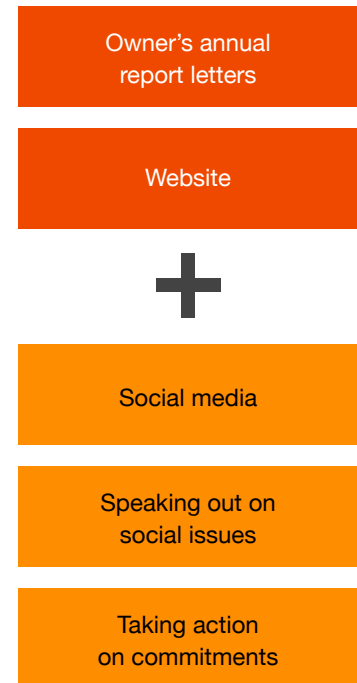 Owner’s annual
report letters
Website
Social media
Speaking out on
social issues
Taking action
on commitments